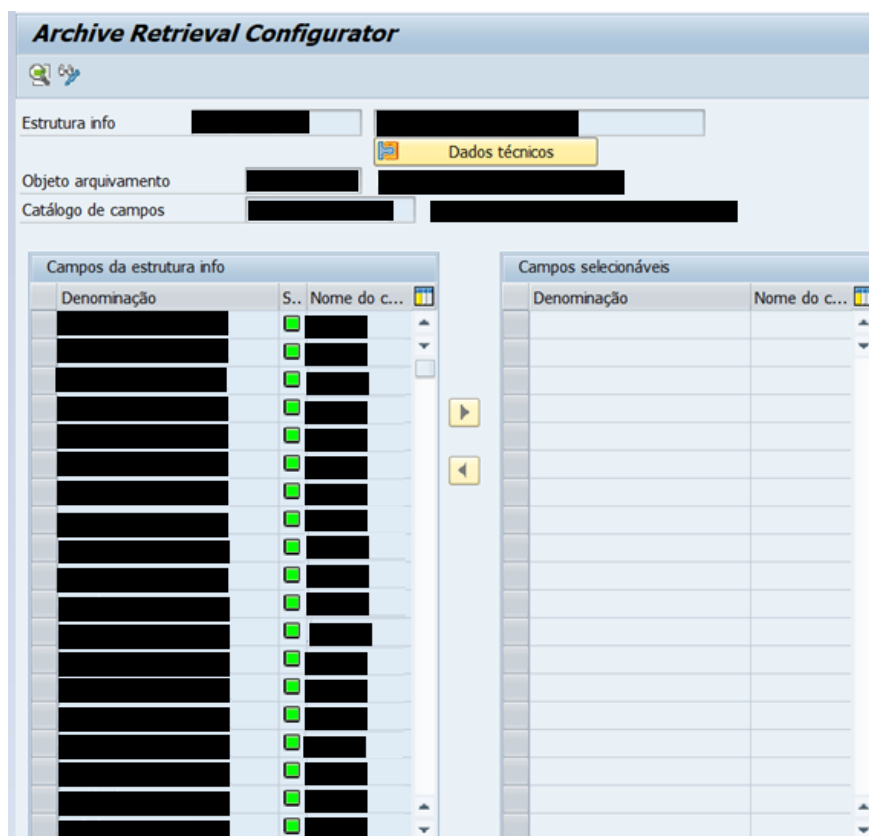 Archive Retrieval Configurator
Estrutura info
Dados técnicos
Objeto arquivamento
Catálogo de campos
Campos da estrutura info
Campos selecionáveis
Denominação S.. Nome do c...
Denominação Nome do c...